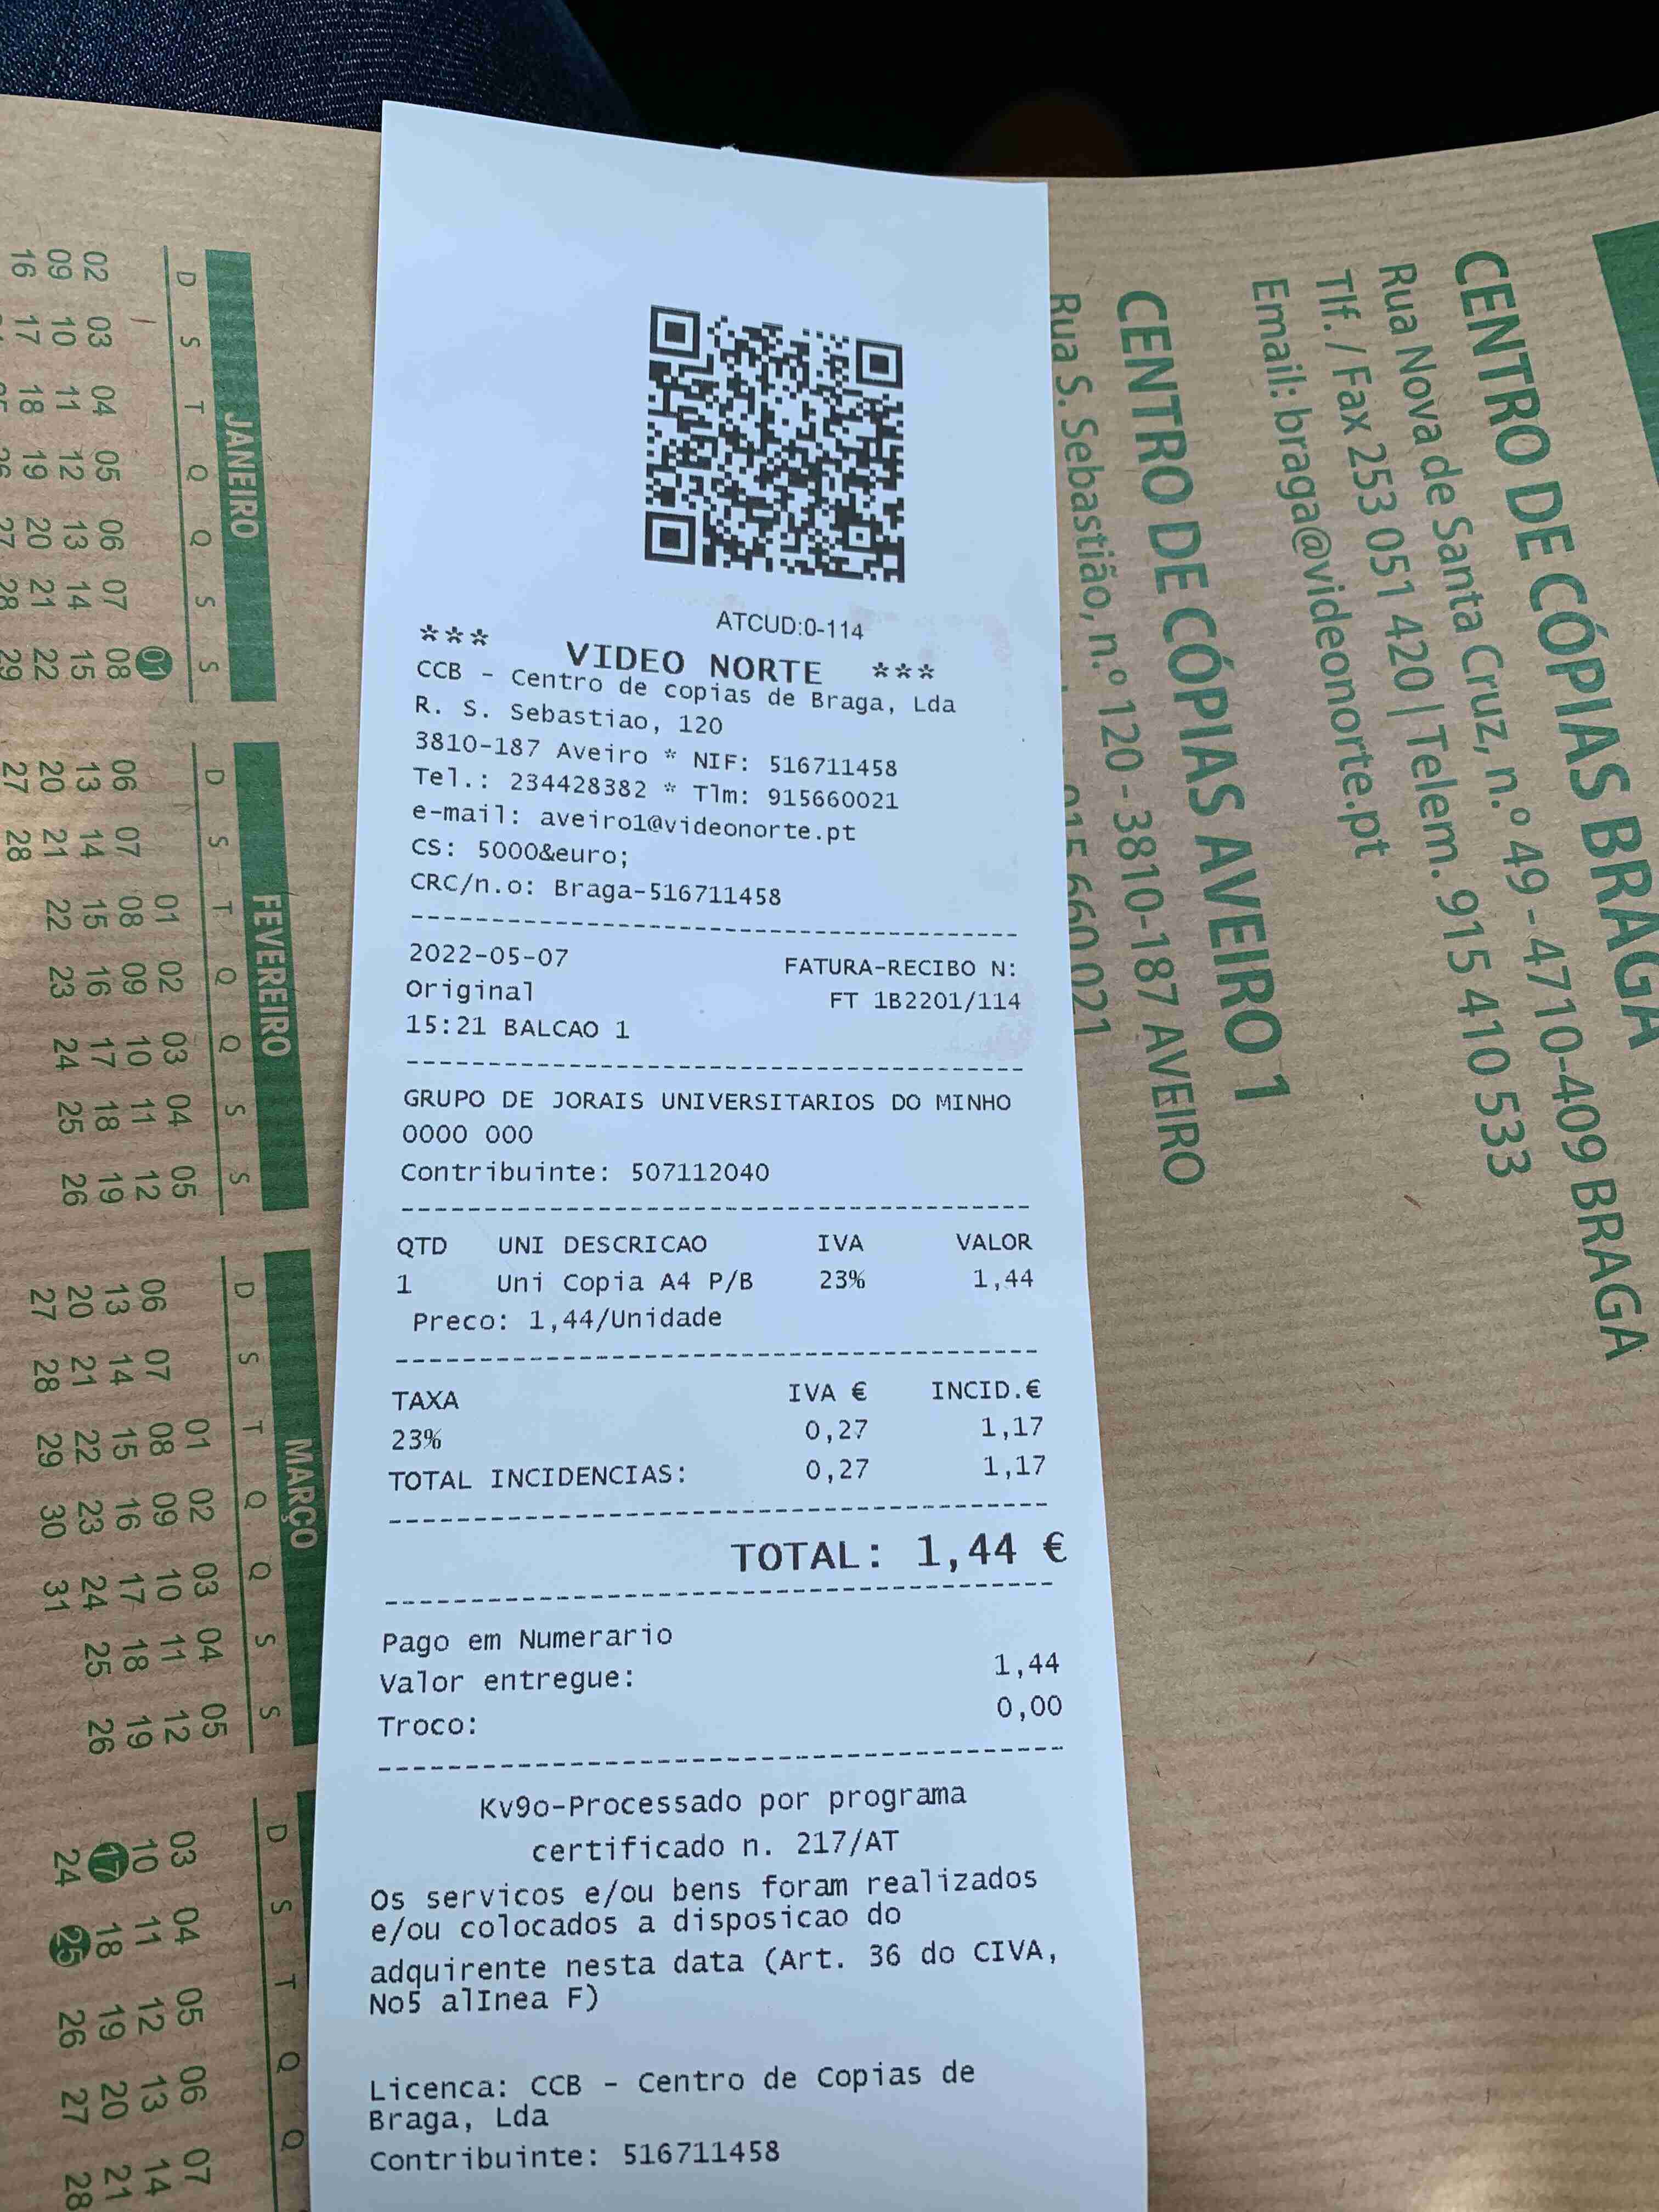 ATCUD:0-114
*** VIDEO NORTE ***
CCB - Centro de copias de Braga, Lda
R. S. Sebastiao, 120
3810-187 Aveiro * NIF: 516711458
Tel.: 234428382 * Tlm: 915660021
e-mail: aveiro1@videonorte.pt
CS: 5000&euro;
CRC/n.o: Braga-516711458
2022-05-07 FATURA-RECIBO N:
Original FT 1B2201/114
15:21 BALCAO 1
GRUPO DE JORAIS UNIVERSITARIOS DO MINHO
0000 000
Contribuinte: 507112040
QTD UNI DESCRICAO IVA VALOR
1 Uni Copia A4 P/B 23% 1,44
Preco: 1,44/Unidade
TAXA IVA € INCID.€
23% 0,27 1,17
TOTAL INCIDENCIAS: 0,27 1,17
TOTAL: 1,44 €
Pago em Numerario
Valor entregue: 1,44
Troco: 0,00
Kv9o-Processado por programa
certificado n. 217/AT
Os servicos e/ou bens foram realizados
e/ou colocados a disposicao do
adquirente nesta data (Art. 36 do CIVA,
No5 alInea F)
Licenca: CCB - Centro de Copias de
Braga, Lda
Contribuinte: 516711458
CENTRO DE CÓPIAS BRAGA
Rua Nova de Santa Cruz, n.º 49 - 4710-409 BRAGA
Tlf. / Fax 253 051 420 | Telem. 915 410 533
Email: braga@videonorte.pt
CENTRO DE CÓPIAS AVEIRO 1
Rua S. Sebastião, n.º 120 - 3810-187 AVEIRO
915 660 021
JANEIRO
D S T Q Q S S
01
02 03 04 05 06 07 08
09 10 11 12 13 14 15
16 17 18 19 20 21 22
27 28 29
FEVEREIRO
D S T Q Q S S
01 02 03 04 05
06 07 08 09 10 11 12
13 14 15 16 17 18 19
20 21 22 23 24 25 26
27 28
MARÇO
D S T Q Q S S
01 02 03 04 05
06 07 08 09 10 11 12
13 14 15 16 17 18 19
20 21 22 23 24 25 26
27 28 29 30 31
D S T Q Q
03 04 05 06 07
10 11 12 13 14
17 18 19 20 21
24 25 26 27 28